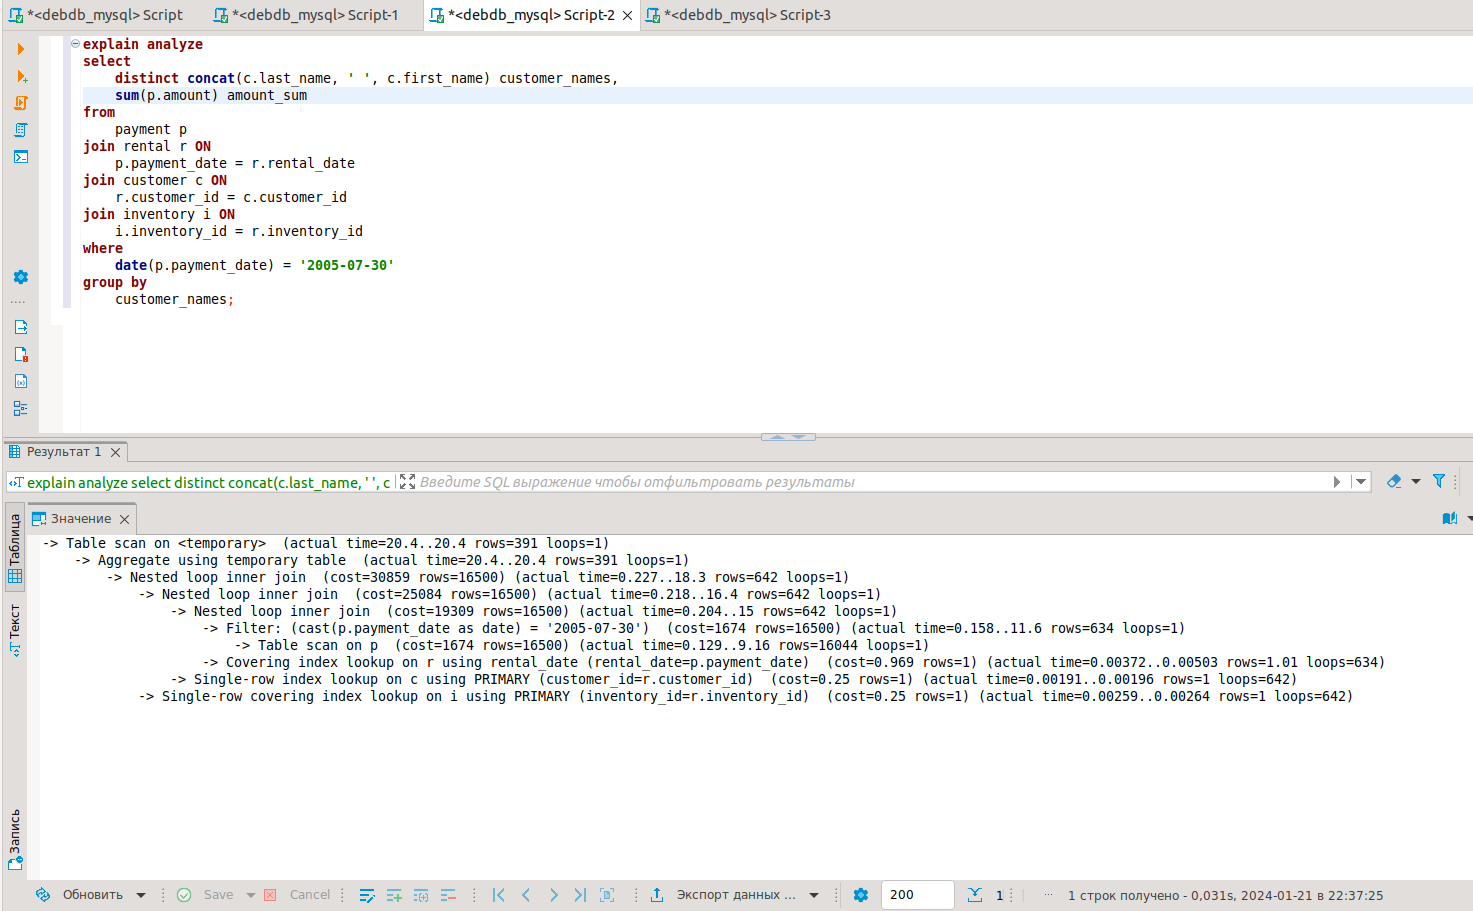 *<debdb_mysql> Script
*<debdb_mysql> Script-1
*<debdb_mysql> Script-2
*<debdb_mysql> Script-3
explain analyze
select
distinct concat(c.last_name, ' ', c.first_name) customer_names,
sum(p.amount) amount_sum
from
payment p
join rental r ON
p.payment_date = r.rental_date
join customer c ON
r.customer_id = c.customer_id
join inventory i ON
i.inventory_id = r.inventory_id
where
date(p.payment_date) = '2005-07-30'
group by
customer_names;
Результат 1
explain analyze select distinct concat(c.last_name, ' ', c
Введите SQL выражение чтобы отфильтровать результаты
Таблица
Текст
Запись
Значение
-> Table scan on <temporary>  (actual time=20.4..20.4 rows=391 loops=1)
-> Aggregate using temporary table  (actual time=20.4..20.4 rows=391 loops=1)
-> Nested loop inner join  (cost=30859 rows=16500) (actual time=0.227..18.3 rows=642 loops=1)
-> Nested loop inner join  (cost=25084 rows=16500) (actual time=0.218..16.4 rows=642 loops=1)
-> Nested loop inner join  (cost=19309 rows=16500) (actual time=0.204..15 rows=642 loops=1)
-> Filter: (cast(p.payment_date as date) = '2005-07-30')  (cost=1674 rows=16500) (actual time=0.158..11.6 rows=634 loops=1)
-> Table scan on p  (cost=1674 rows=16500) (actual time=0.129..9.16 rows=16044 loops=1)
-> Covering index lookup on r using rental_date (rental_date=p.payment_date)  (cost=0.969 rows=1) (actual time=0.00372..0.00503 rows=1.01 loops=634)
-> Single-row index lookup on c using PRIMARY (customer_id=r.customer_id)  (cost=0.25 rows=1) (actual time=0.00191..0.00196 rows=1 loops=642)
-> Single-row covering index lookup on i using PRIMARY (inventory_id=r.inventory_id)  (cost=0.25 rows=1) (actual time=0.00259..0.00264 rows=1 loops=642)
Обновить
Save
Cancel
Экспорт данных ...
200
1
1 строк получено - 0,031s, 2024-01-21 в 22:37:25